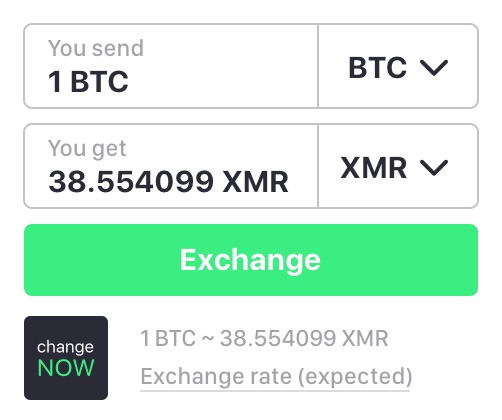 You send
1 BTC
BTC
You get
38.554099 XMR
XMR
Exchange
change
NOW
1 BTC ~ 38.554099 XMR
Exchange rate (expected)